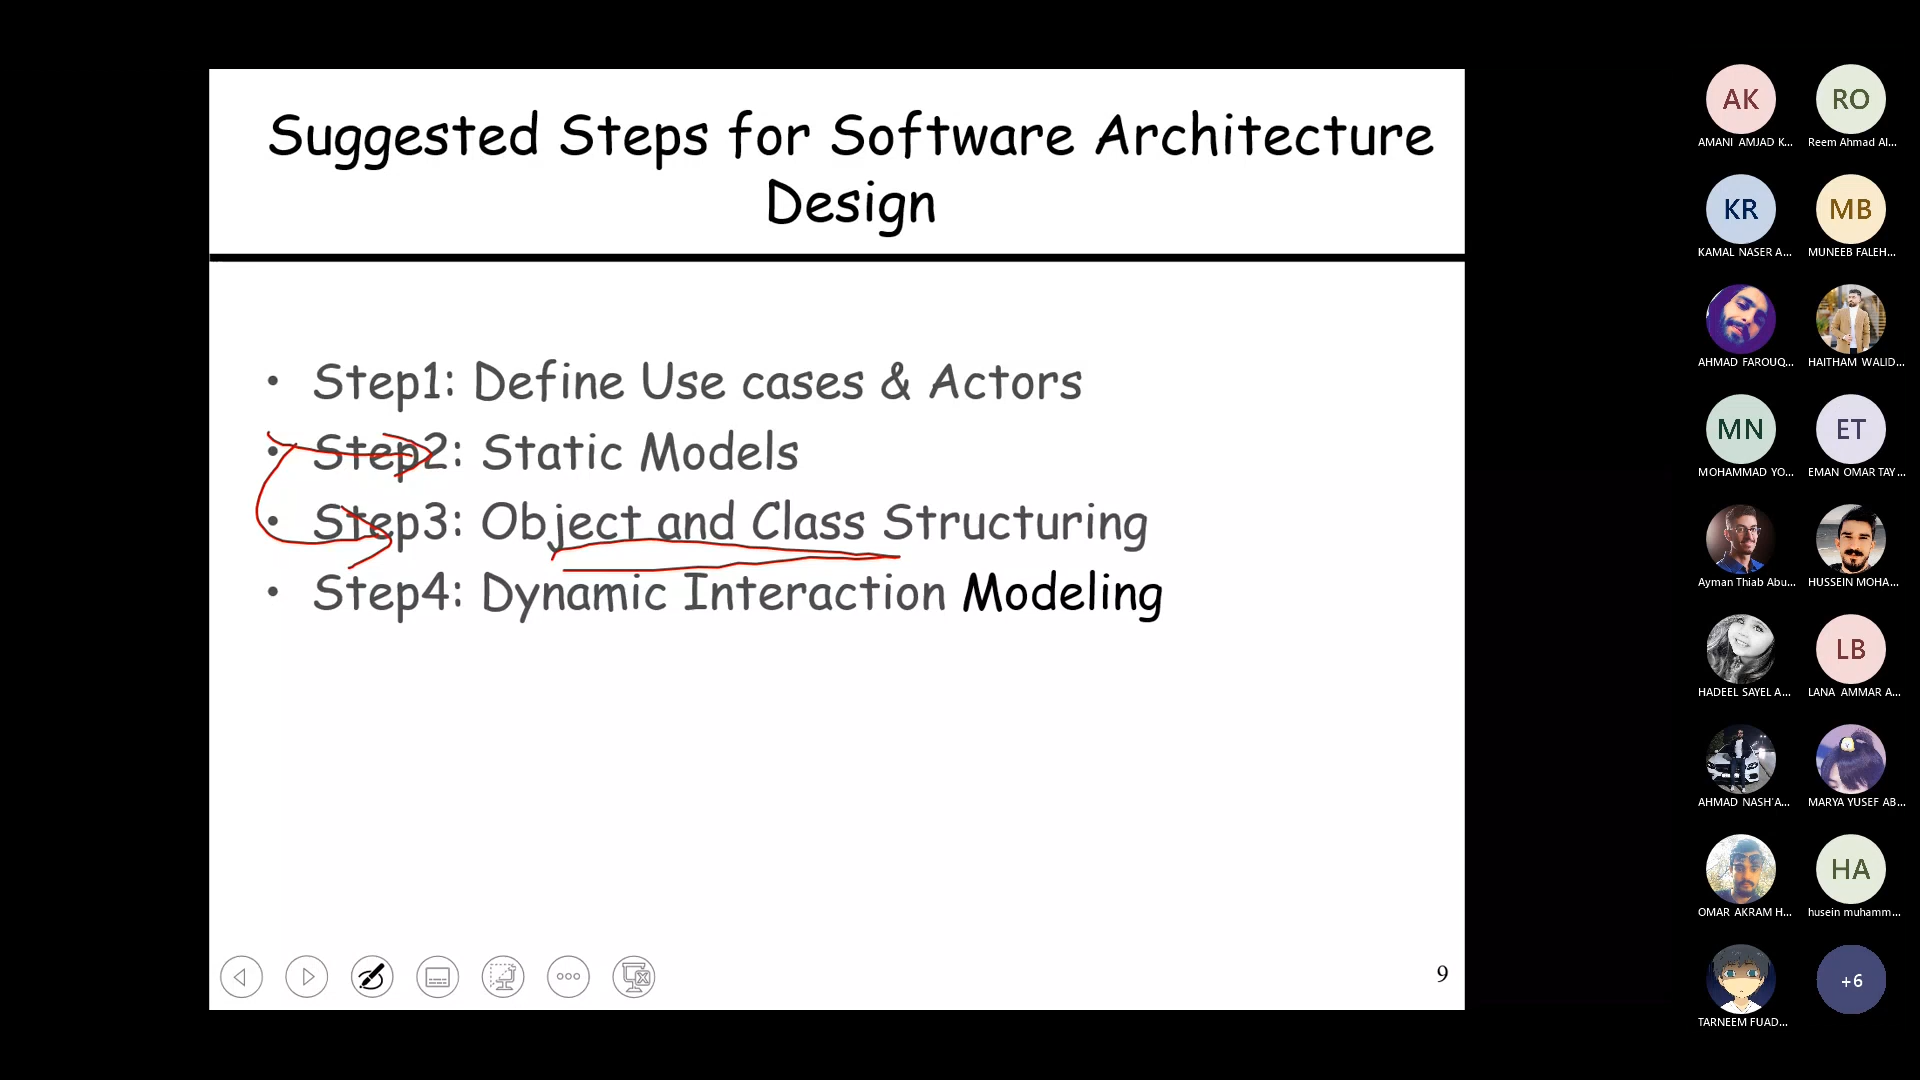 Suggested Steps for Software Architecture
Design
• Step1: Define Use cases & Actors
• Step2: Static Models
• Step3: Object and Class Structuring
• Step4: Dynamic Interaction Modeling
9
AK
AMANI AMJAD K...
RO
Reem Ahmad Al...
KR
KAMAL NASER A...
MB
MUNEEB FALEH...
AHMAD FAROUQ...
HAITHAM WALID...
MN
MOHAMMAD YO...
ET
EMAN OMAR TAY...
Ayman Thiab Abu...
HUSSEIN MOHA...
HADEEL SAYEL A...
LB
LANA AMMAR A...
AHMAD NASH'A...
MARYA YUSEF AB...
OMAR AKRAM H...
HA
husein muhamm...
TARNEEM FUAD...
+6